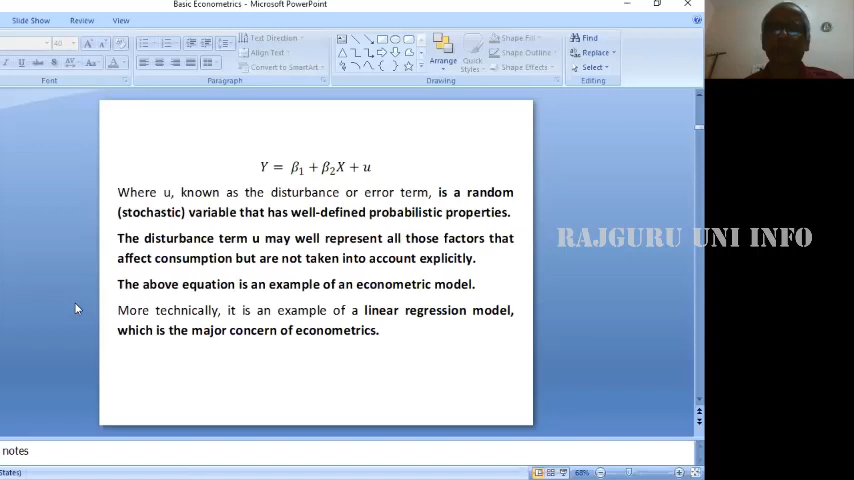 Basic Econometrics - Microsoft PowerPoint
Slide Show Review View
40 Text Direction Shape Fill Find
Align Text Shape Outline Replace
Convert to SmartArt Arrange Quick Styles Shape Effects Select
Font Paragraph Drawing Editing
Y = β₁ + β₂X + u
Where u, known as the disturbance or error term, is a random
(stochastic) variable that has well-defined probabilistic properties.
The disturbance term u may well represent all those factors that
affect consumption but are not taken into account explicitly.
The above equation is an example of an econometric model.
More technically, it is an example of a linear regression model,
which is the major concern of econometrics.
RAJGURU UNI INFO
notes
States)
68%